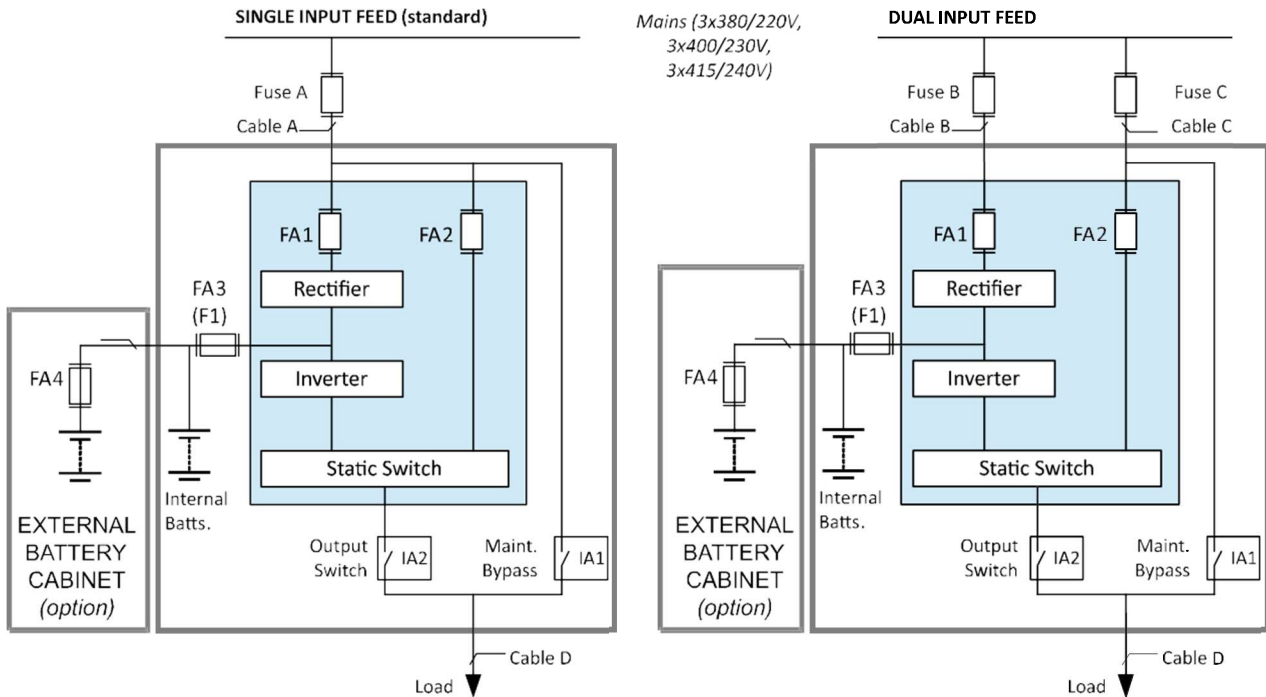 SINGLE INPUT FEED (standard)
Mains (3x380/220V,
3x400/230V,
3x415/240V)
DUAL INPUT FEED
Fuse A
Cable A
FA1
FA2
Rectifier
FA3
(F1)
Inverter
FA4
Static Switch
Internal
Batts.
EXTERNAL
BATTERY
CABINET
(option)
Output
Switch
IA2
Maint.
Bypass
IA1
Cable D
Load
Fuse B
Fuse C
Cable B
Cable C
FA1
FA2
Rectifier
FA3
(F1)
Inverter
FA4
Static Switch
Internal
Batts.
EXTERNAL
BATTERY
CABINET
(option)
Output
Switch
IA2
Maint.
Bypass
IA1
Cable D
Load